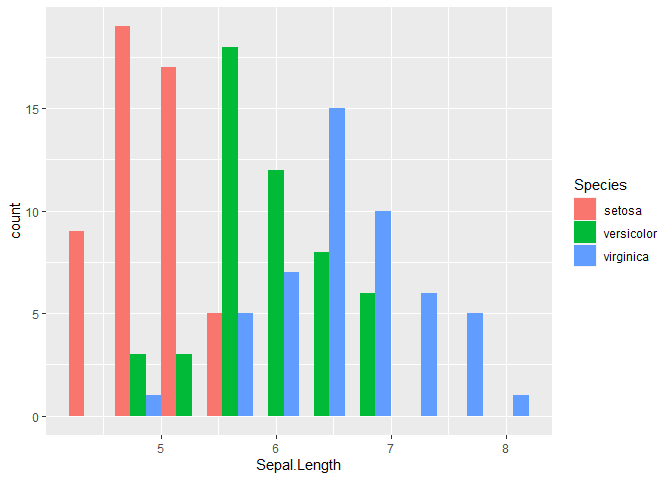 15
10
5
0
count
5 6 7 8
Sepal.Length
Species
setosa
versicolor
virginica